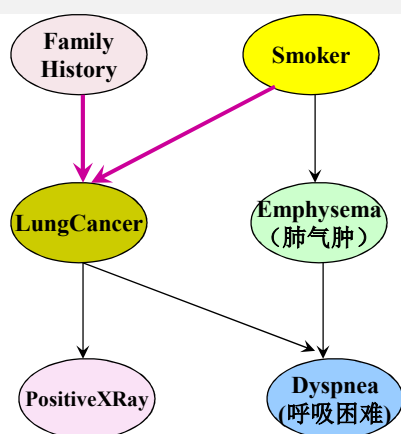 Family
History
Smoker
LungCancer
Emphysema
（肺气肿）
PositiveXRay
Dyspnea
(呼吸困难)